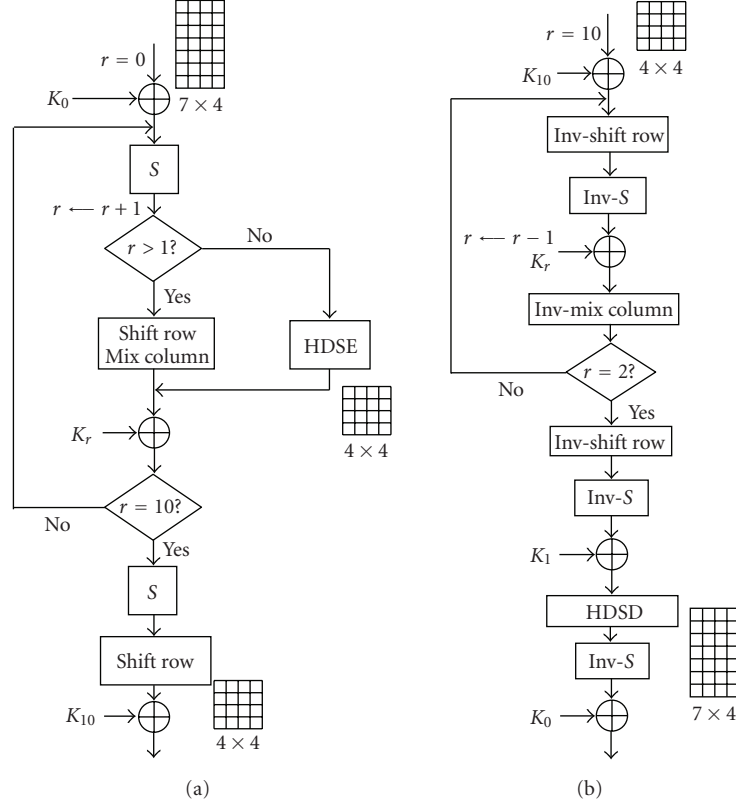 r = 0
K0
7 × 4
S
r ← r + 1
r > 1?
No
Yes
Shift row
Mix column
HDSE
Kr
4 × 4
r = 10?
No
Yes
S
Shift row
K10
4 × 4
(a)
r = 10
K10
4 × 4
Inv-shift row
Inv-S
r ← r − 1
Kr
Inv-mix column
r = 2?
No
Yes
Inv-shift row
Inv-S
K1
HDSD
Inv-S
K0
7 × 4
(b)